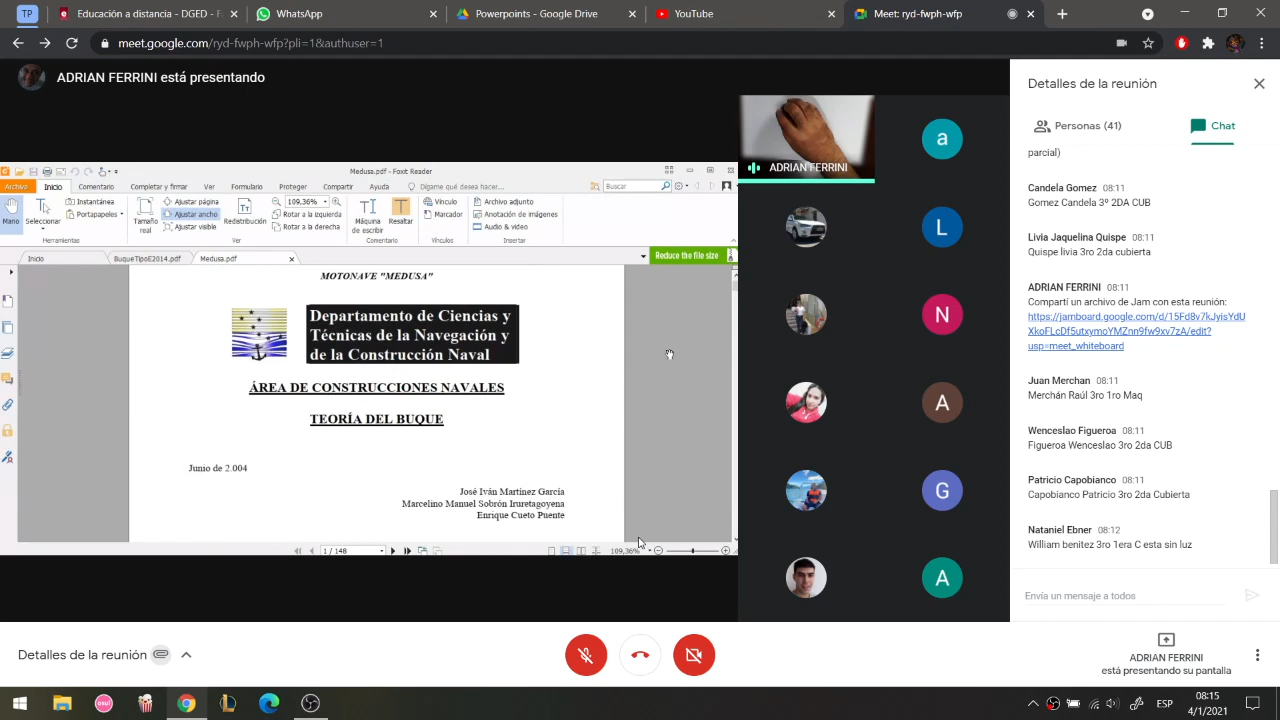 TP
Educación a distancia - DGED -
WhatsApp
Powerpoints - Google Drive
YouTube
Meet: ryd-fwph-wfp
meet.google.com/ryd-fwph-wfp?pli=1&authuser=1
ADRIAN FERRINI está presentando
Medusa.pdf - Foxit Reader
Archivo
Inicio
Comentario
Completar y firmar
Ver
Formulario
Proteger
Compartir
Ayuda
Dígame qué desea hacer...
Buscar
Mano
Seleccionar
Instantánea
Portapapeles
Herramientas
Tamaño real
Ajustar página
Ajustar ancho
Ajustar visible
Redistribución
109,36%
Rotar a la izquierda
Rotar a la derecha
Ver
Máquina de escribir
Resaltar
Comentario
Vínculo
Marcador
Vínculos
Archivo adjunto
Anotación de imágenes
Audio & vídeo
Insertar
Inicio
BuqueTipoE2014.pdf
Medusa.pdf
Reduce the file size
MOTONAVE "MEDUSA"
Departamento de Ciencias y
Técnicas de la Navegación y
de la Construcción Naval
ÁREA DE CONSTRUCCIONES NAVALES
TEORÍA DEL BUQUE
Junio de 2.004
José Iván Martínez García
Marcelino Manuel Sobrón Iruretagoyena
Enrique Cueto Puente
1 / 148
109,36%
ADRIAN FERRINI
a
L
N
A
G
A
Detalles de la reunión
Personas (41)
Chat
parcial)
Candela Gomez 08:11
Gomez Candela 3º 2DA CUB
Livia Jaquelina Quispe 08:11
Quispe livia 3ro 2da cubierta
ADRIAN FERRINI 08:11
Compartí un archivo de Jam con esta reunión:
https://jamboard.google.com/d/15Fd8v7kJyisYdU
XkoFLcDf5utxymoYMZnn9fw9xv7zA/edit?
usp=meet_whiteboard
Juan Merchan 08:11
Merchán Raúl 3ro 1ro Maq
Wenceslao Figueroa 08:11
Figueroa Wenceslao 3ro 2da CUB
Patricio Capobianco 08:11
Capobianco Patricio 3ro 2da Cubierta
Nataniel Ebner 08:12
William benitez 3ro 1era C esta sin luz
Envía un mensaje a todos
Detalles de la reunión
ADRIAN FERRINI
está presentando su pantalla
osu!
ESP
08:15
4/1/2021